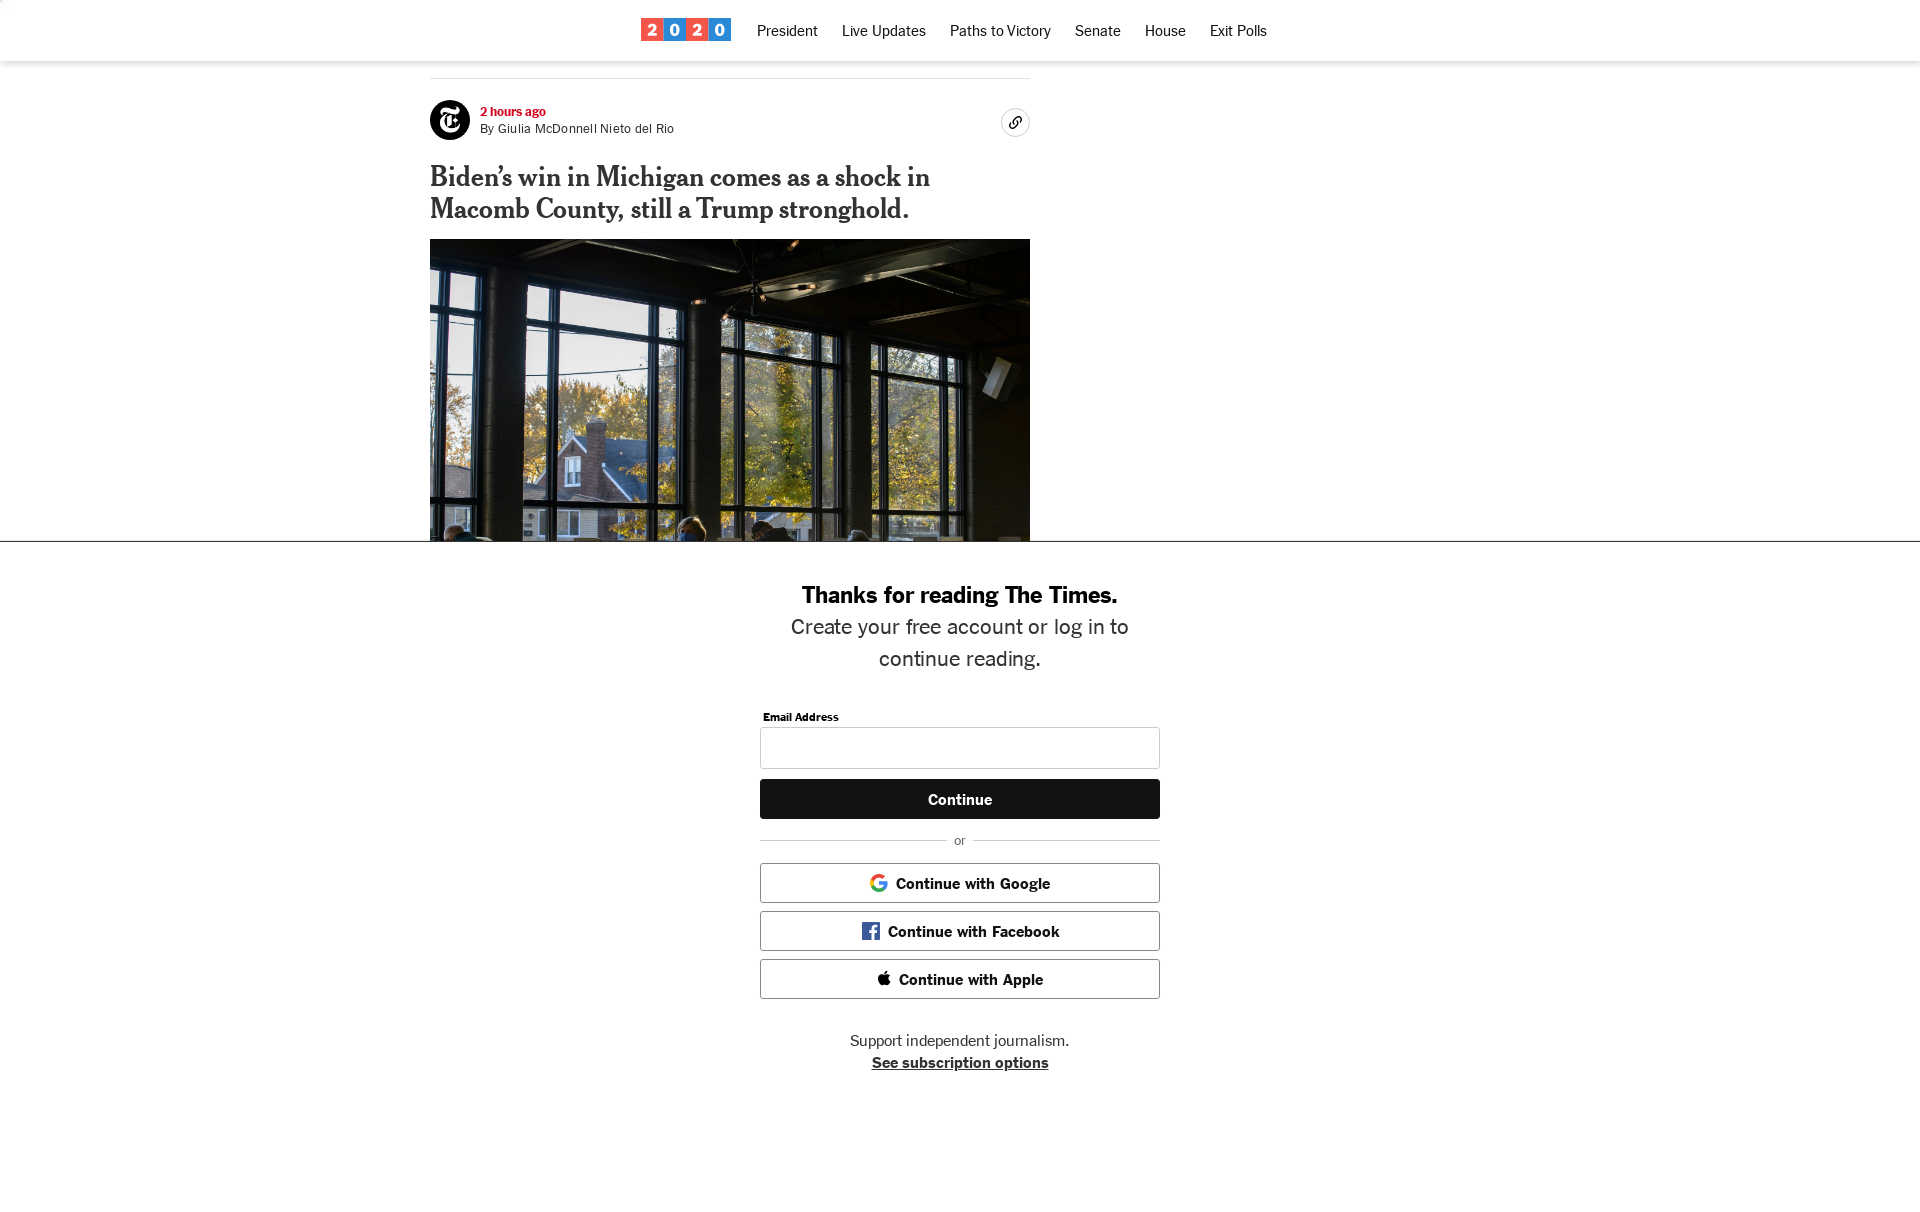 2020 President Live Updates Paths to Victory Senate House Exit Polls
2 hours ago
By Giulia McDonnell Nieto del Rio
Biden’s win in Michigan comes as a shock in
Macomb County, still a Trump stronghold.
Thanks for reading The Times.
Create your free account or log in to
continue reading.
Email Address
Continue
or
Continue with Google
Continue with Facebook
Continue with Apple
Support independent journalism.
See subscription options